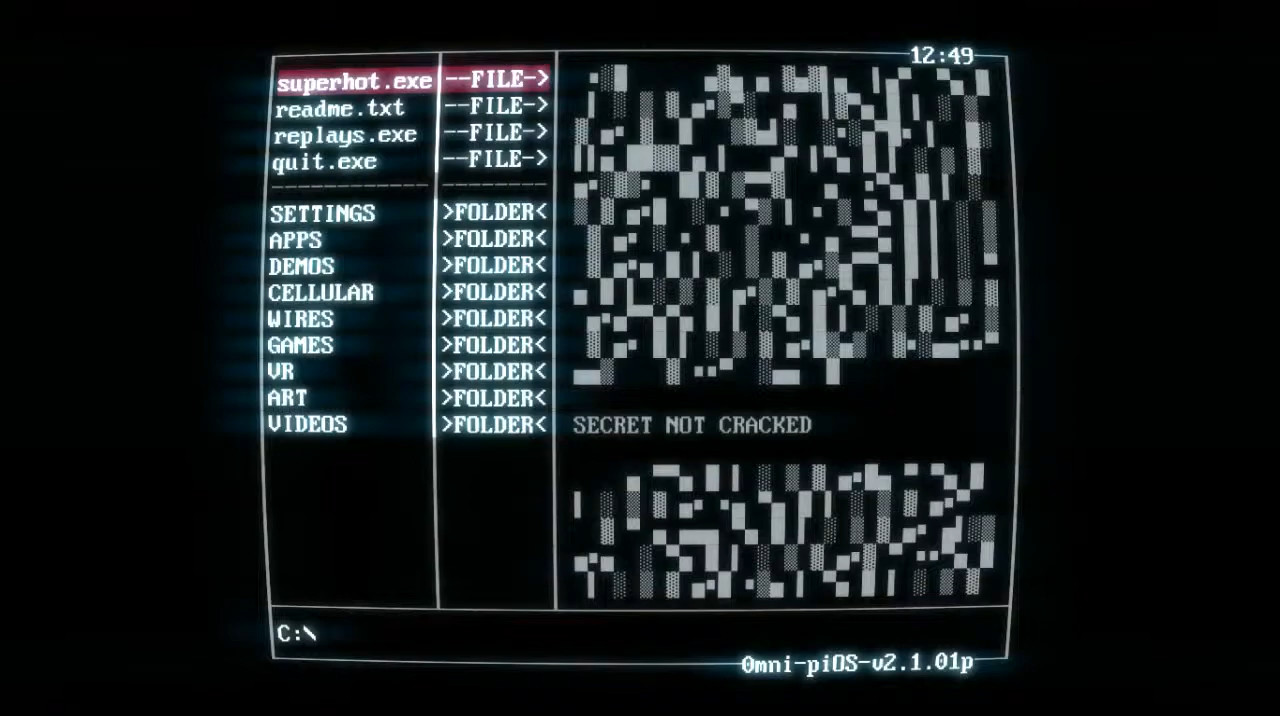 12:49
superhot.exe --FILE->
readme.txt --FILE->
replays.exe --FILE->
quit.exe --FILE->
SETTINGS >FOLDER<
APPS >FOLDER<
DEMOS >FOLDER<
CELLULAR >FOLDER<
WIRES >FOLDER<
GAMES >FOLDER<
VR >FOLDER<
ART >FOLDER<
VIDEOS >FOLDER<
SECRET NOT CRACKED
C:\
0mni-piOS-v2.1.01p